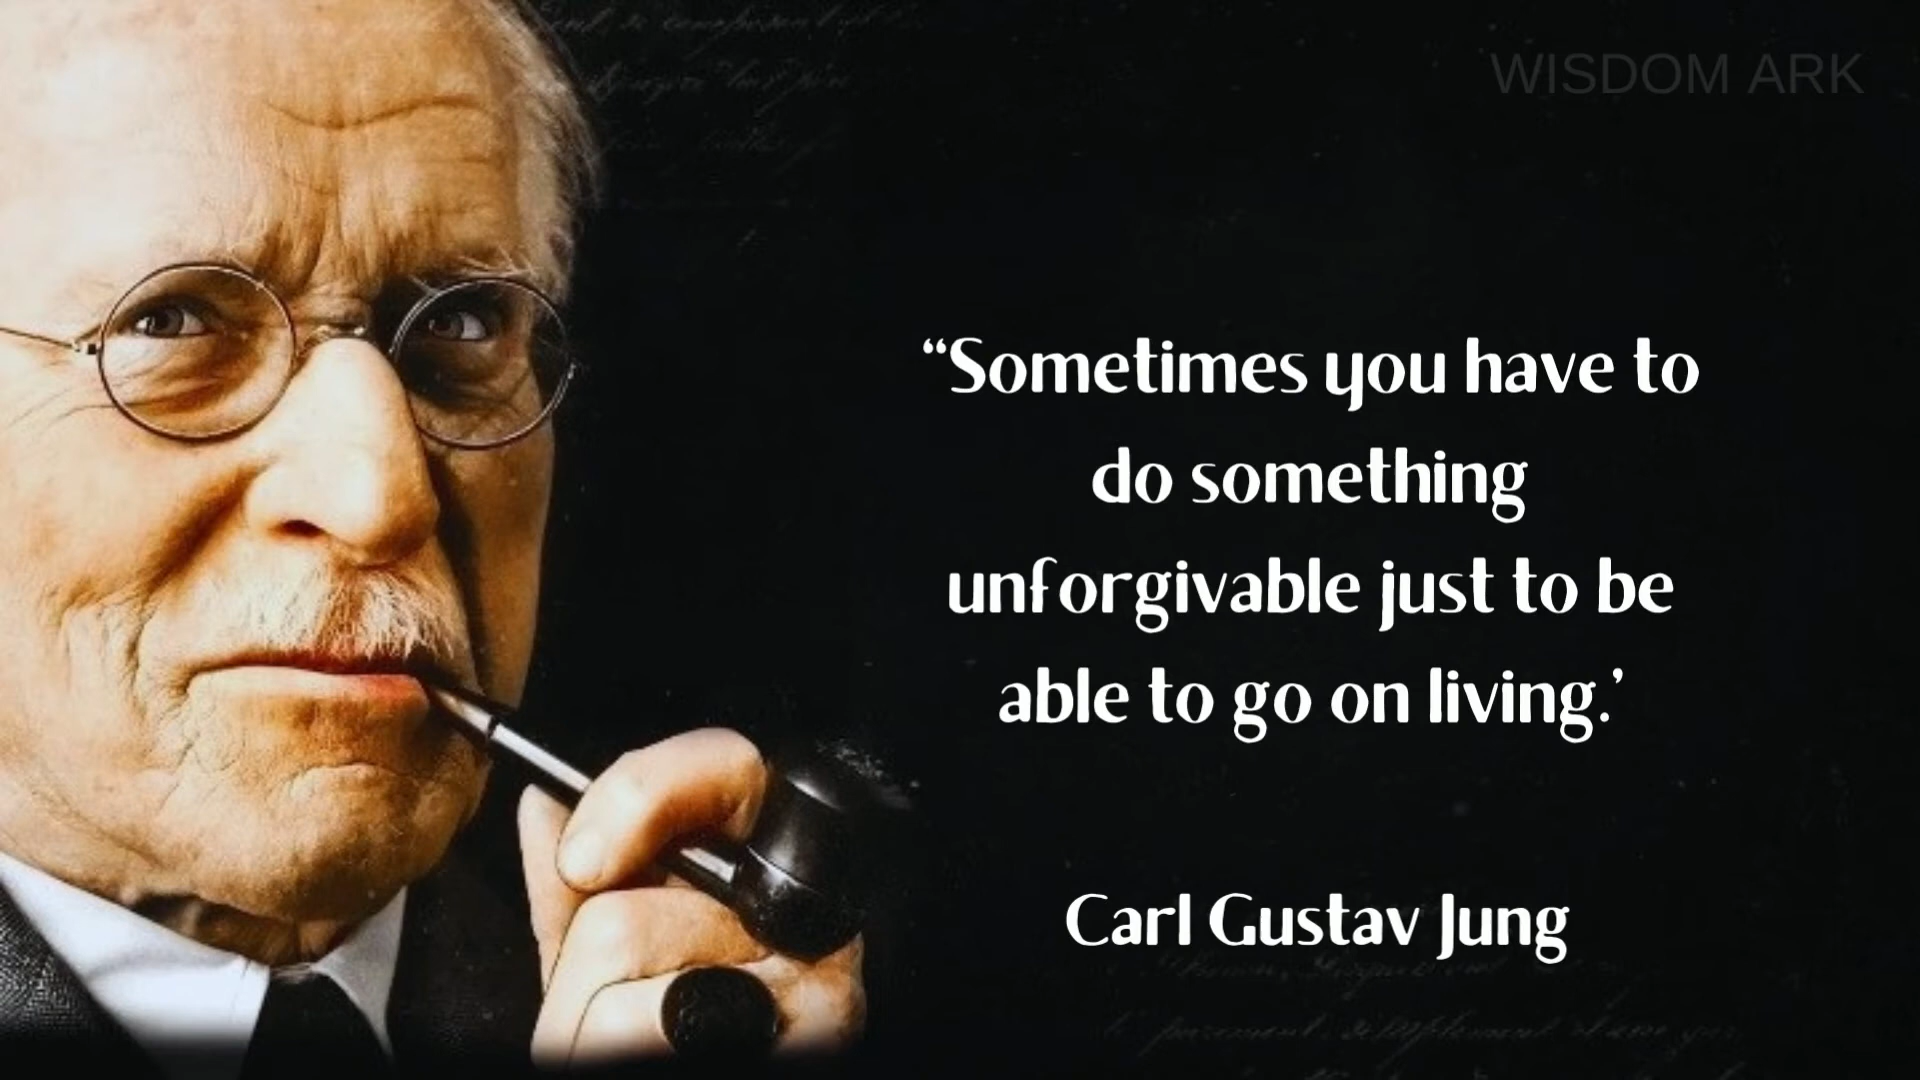 WISDOM ARK
“Sometimes you have to
do something
unforgivable just to be
able to go on living.’
Carl Gustav Jung